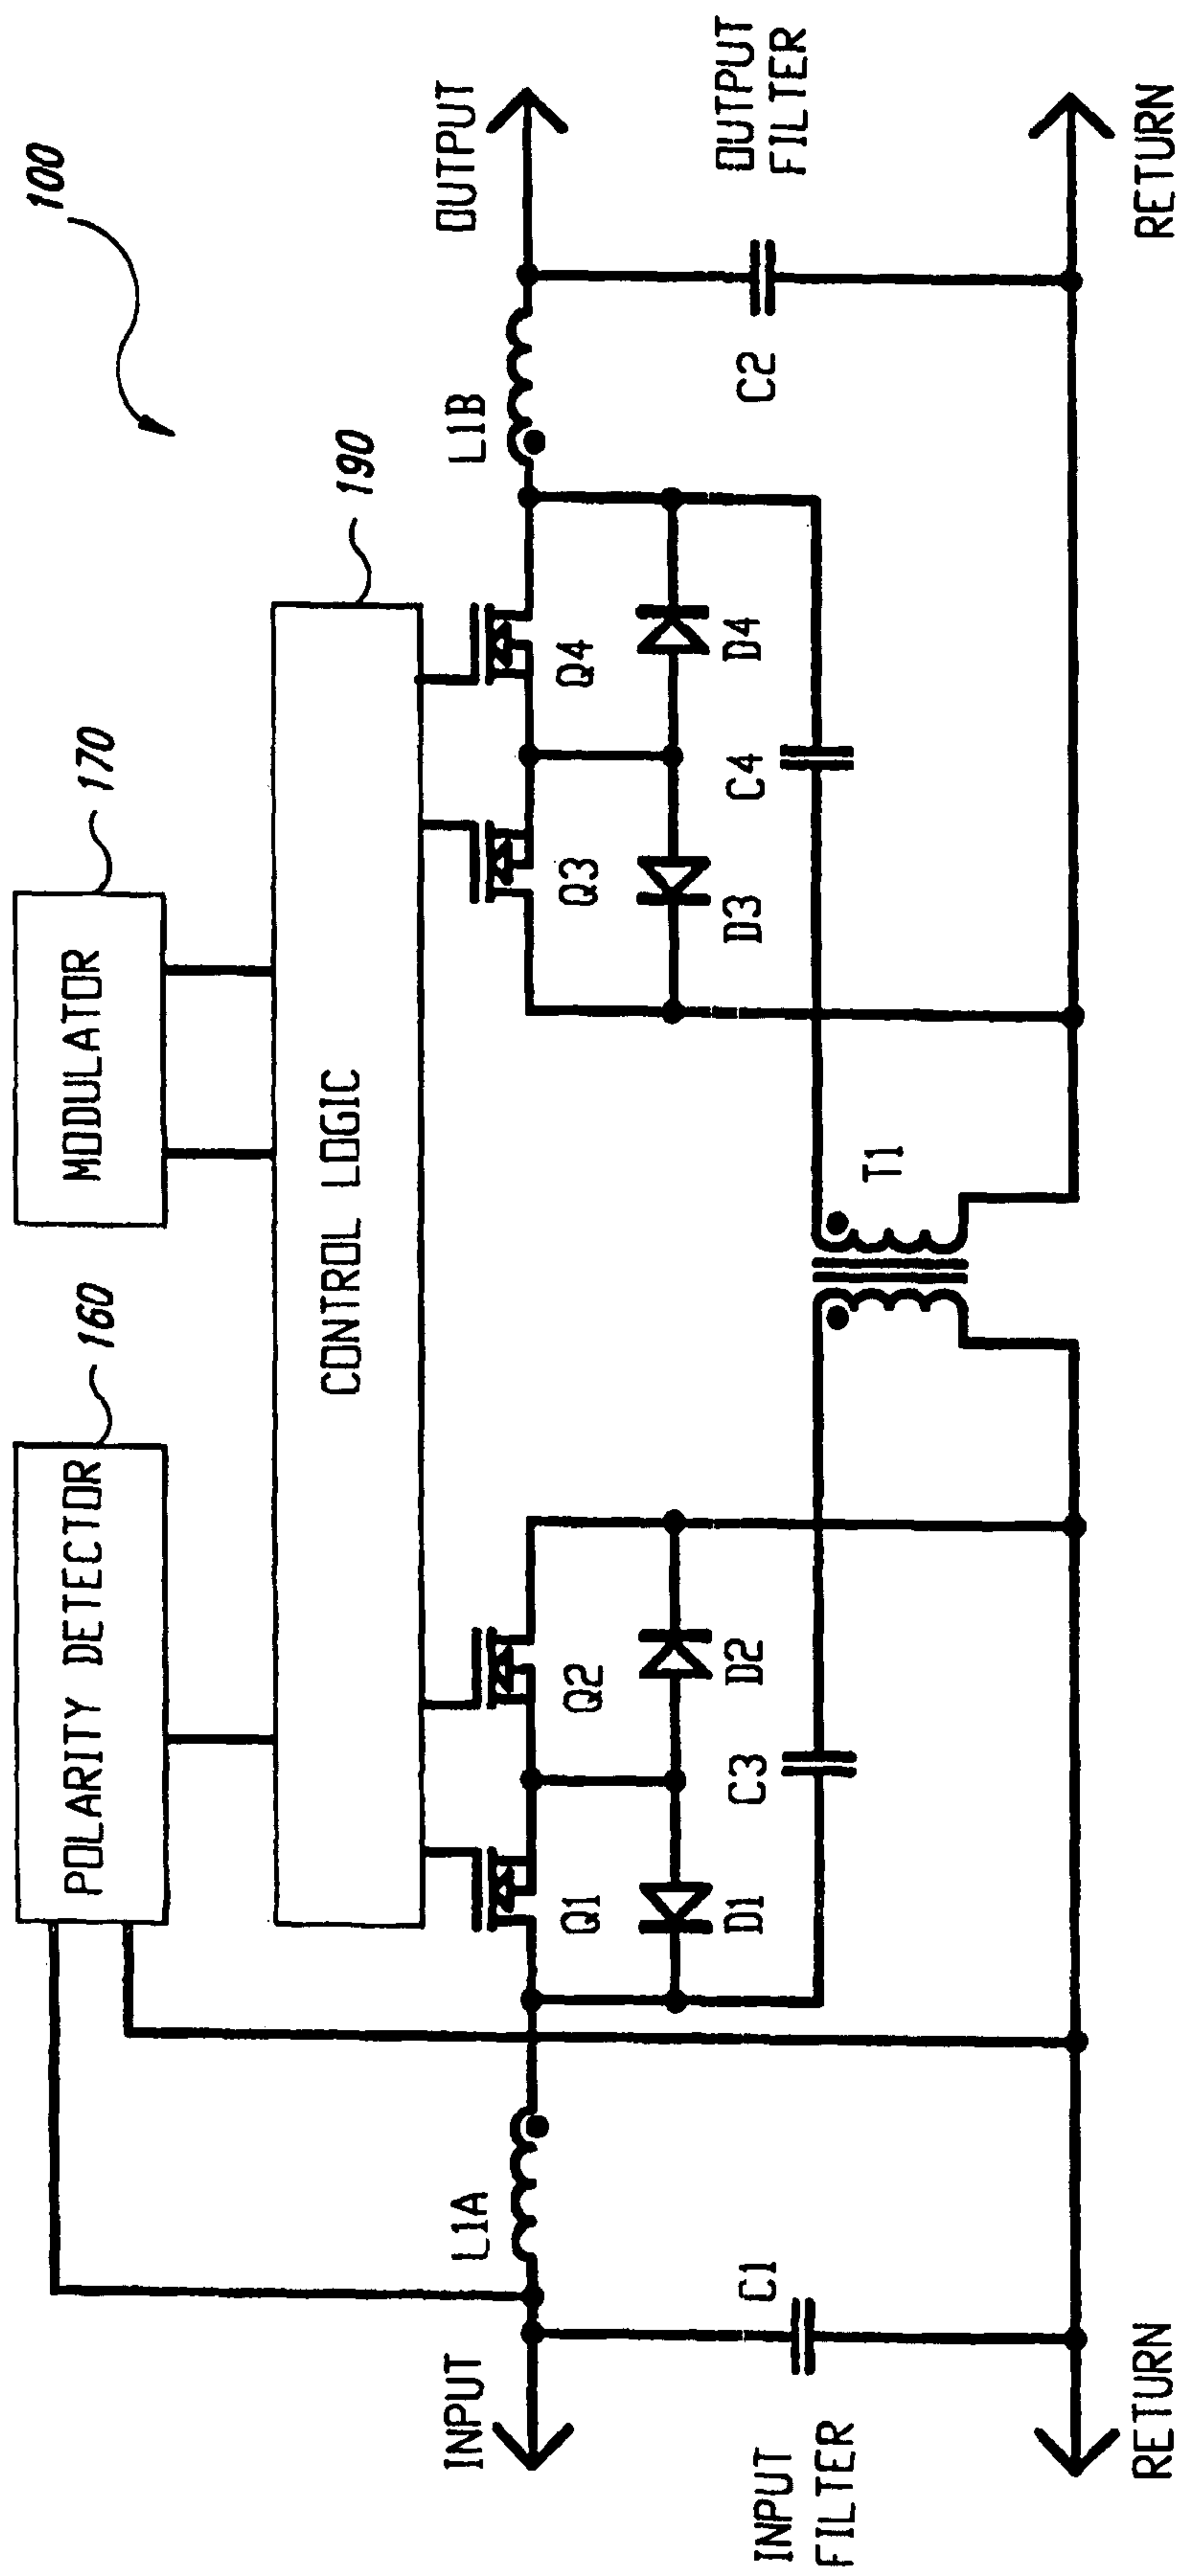 100
POLARITY DETECTOR
160
MODULATOR
170
CONTROL LOGIC
190
INPUT
L1A
Q1
Q2
Q3
Q4
L1B
OUTPUT
D1
D2
D3
D4
INPUT
FILTER
C1
C3
C4
C2
OUTPUT
FILTER
T1
RETURN
RETURN